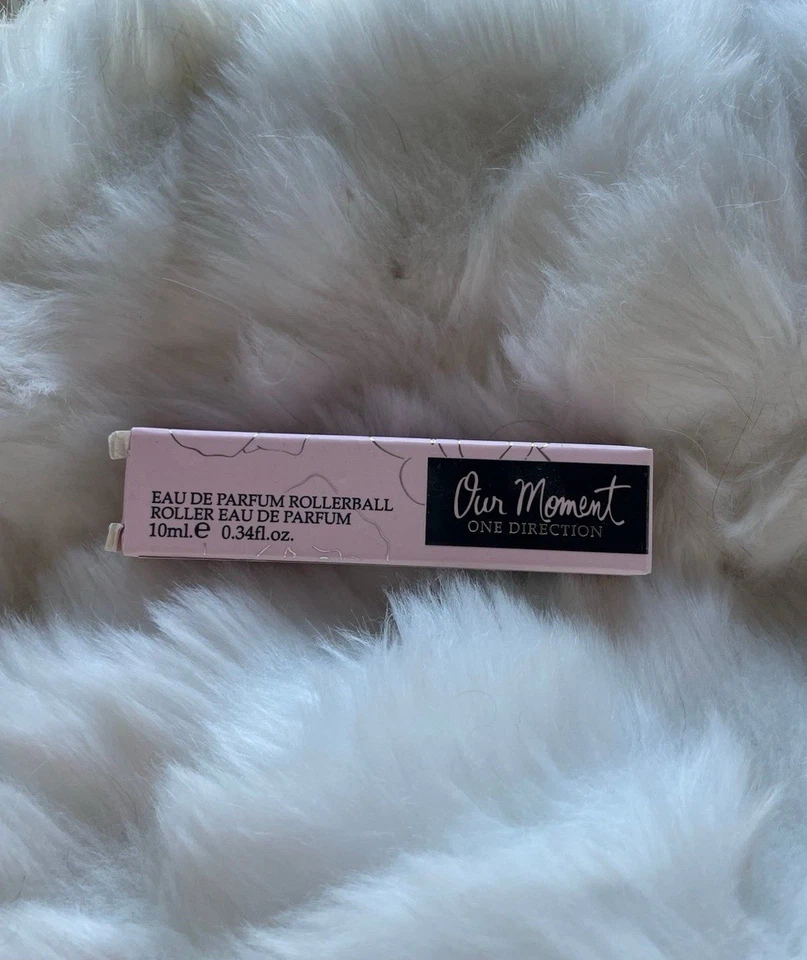 EAU DE PARFUM ROLLERBALL
ROLLER EAU DE PARFUM
10ml.e 0.34fl.oz.
Our Moment
ONE DIRECTION